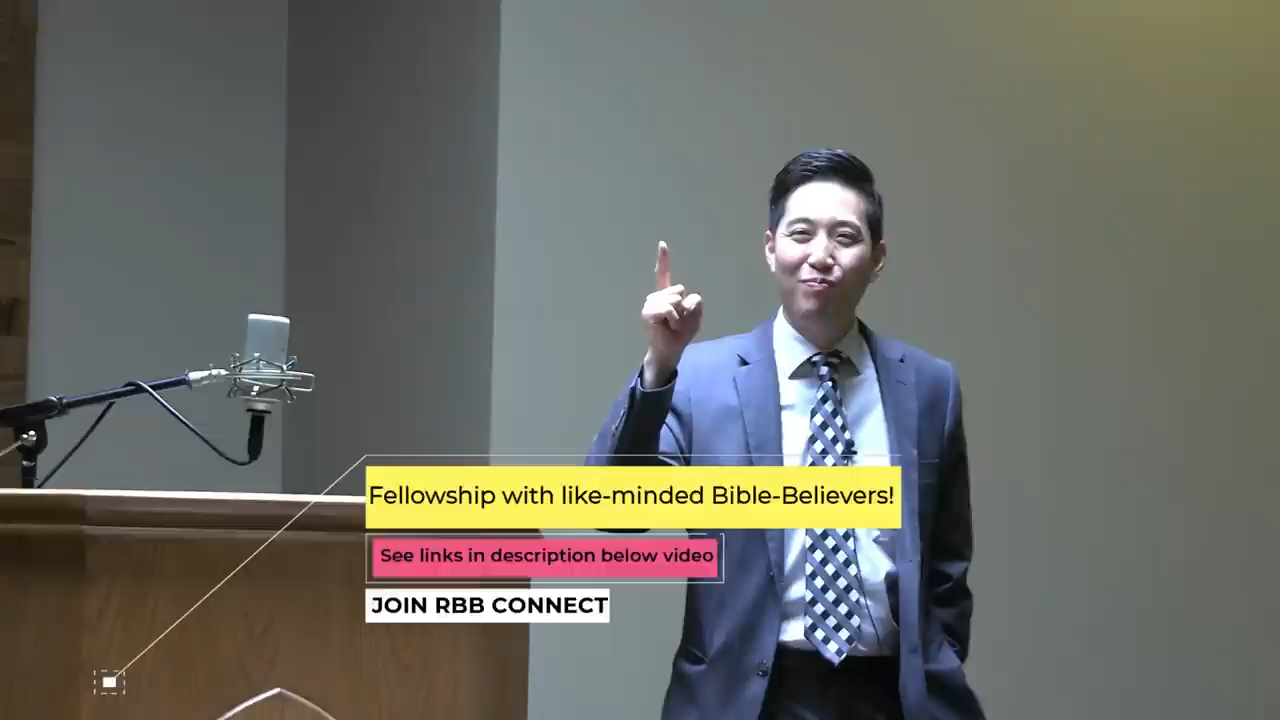 Fellowship with like-minded Bible-Believers!
See links in description below video
JOIN RBB CONNECT